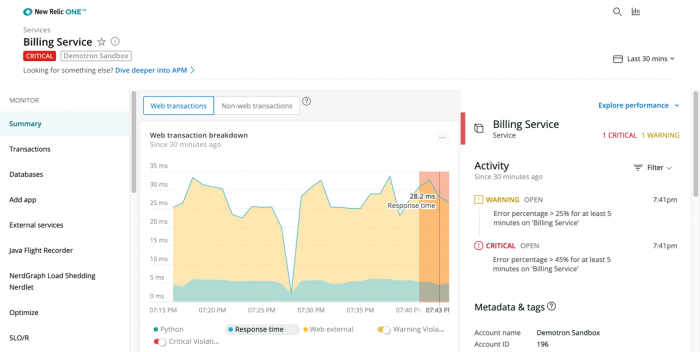 New Relic ONE™
Services
Billing Service
CRITICAL Demotron Sandbox
Looking for something else? Dive deeper into APM >
Last 30 mins
MONITOR
Summary
Transactions
Databases
Add app
External services
Java Flight Recorder
NerdGraph Load Shedding
Nerdlet
Optimize
SLO/R
Web transactions Non-web transactions ?
Web transaction breakdown
Since 30 minutes ago
...
35 ms
30 ms
25 ms
20 ms
15 ms
10 ms
5 ms
0 ms
28.2 ms
Response time
07:15 PM 07:20 PM 07:25 PM 07:30 PM 07:35 PM 07:40 PM 07:43 PM
Python Response time Web external Warning Viola...
Critical Violati...
Explore performance
Billing Service
Service
1 CRITICAL 1 WARNING
Activity
Since 30 minutes ago
Filter
WARNING OPEN 7:41pm
Error percentage > 25% for at least 5
minutes on 'Billing Service'
CRITICAL OPEN 7:41pm
Error percentage > 45% for at least 5
minutes on 'Billing Service'
Metadata & tags ?
Account name Demotron Sandbox
Account ID 196